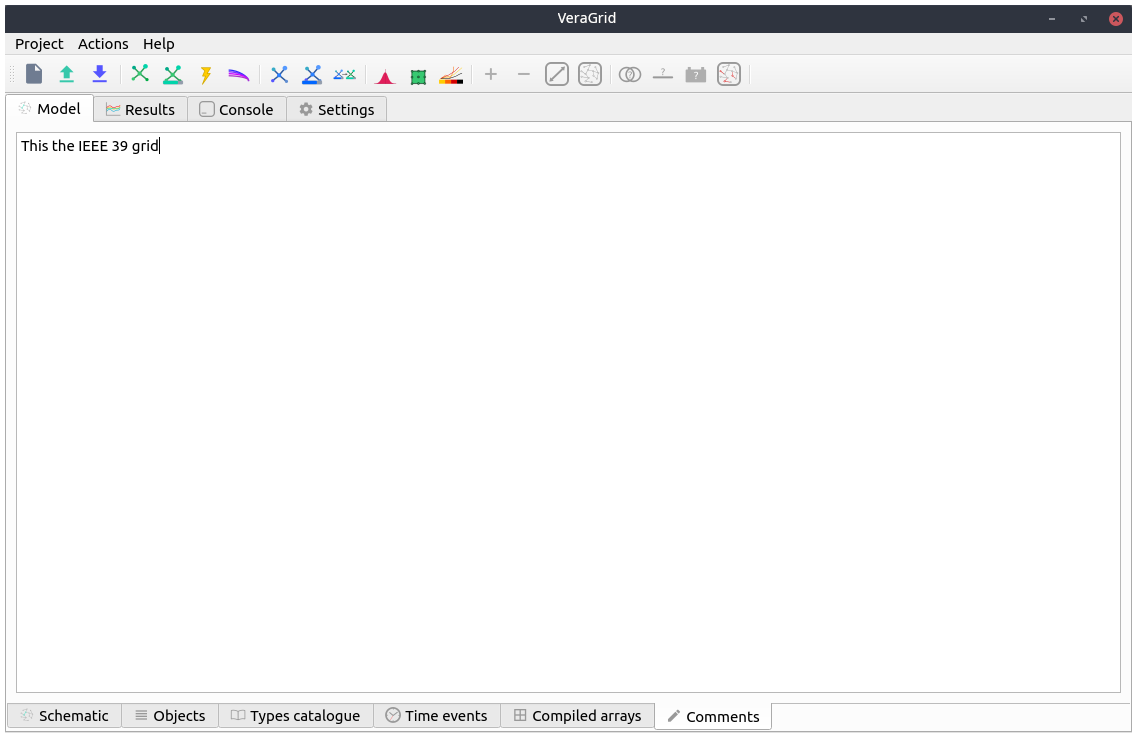 VeraGrid
Project Actions Help
Model Results Console Settings
This the IEEE 39 grid
Schematic Objects Types catalogue Time events Compiled arrays Comments